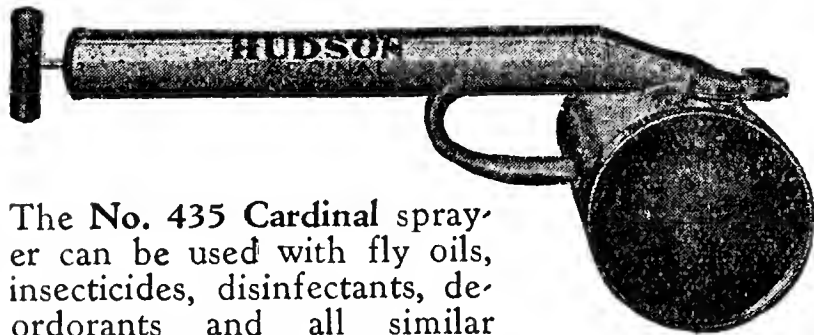 HUDSON
The No. 435 Cardinal spray-
er can be used with fly oils,
insecticides, disinfectants, de-
ordorants and all similar